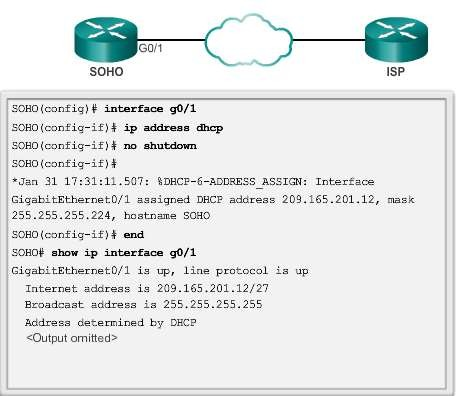 G0/1
SOHO
ISP
SOHO(config)# interface g0/1
SOHO(config-if)# ip address dhcp
SOHO(config-if)# no shutdown
SOHO(config-if)#
*Jan 31 17:31:11.507: %DHCP-6-ADDRESS_ASSIGN: Interface
GigabitEthernet0/1 assigned DHCP address 209.165.201.12, mask
255.255.255.224, hostname SOHO
SOHO(config-if)# end
SOHO# show ip interface g0/1
GigabitEthernet0/1 is up, line protocol is up
Internet address is 209.165.201.12/27
Broadcast address is 255.255.255.255
Address determined by DHCP
<Output omitted>